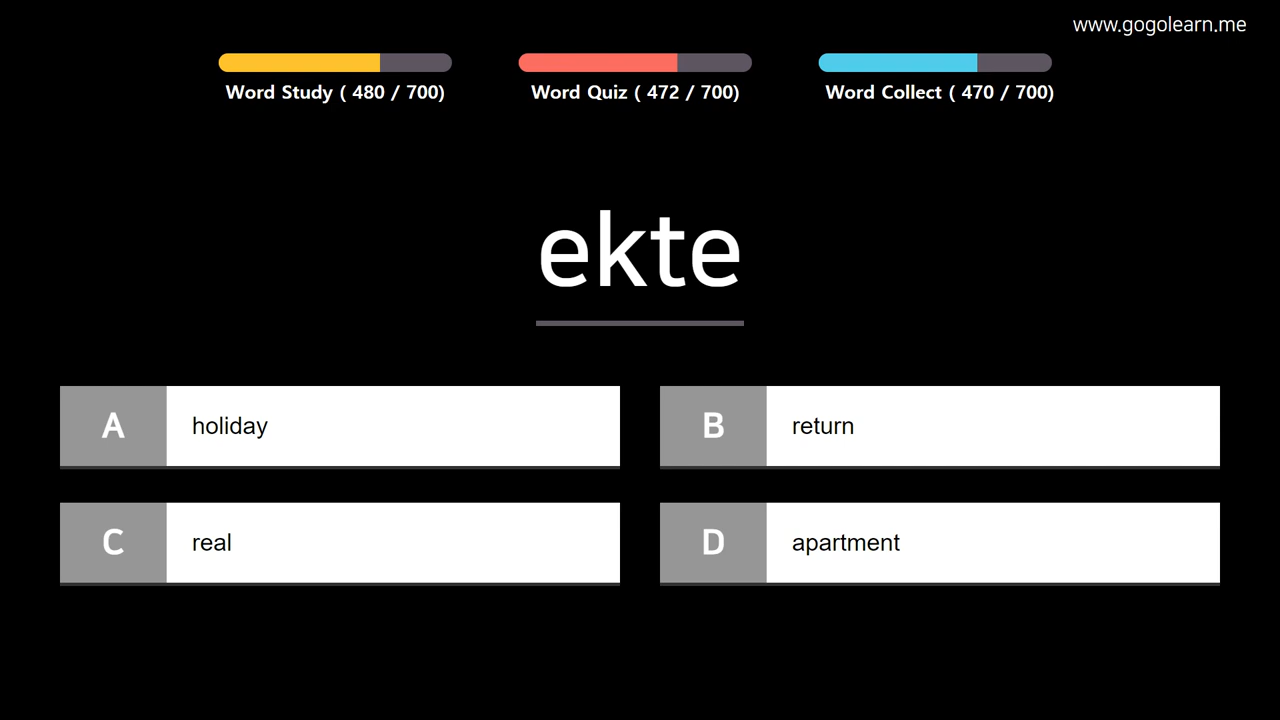 www.gogolearn.me
Word Study ( 480 / 700)
Word Quiz ( 472 / 700)
Word Collect ( 470 / 700)
ekte
A holiday
B return
C real
D apartment